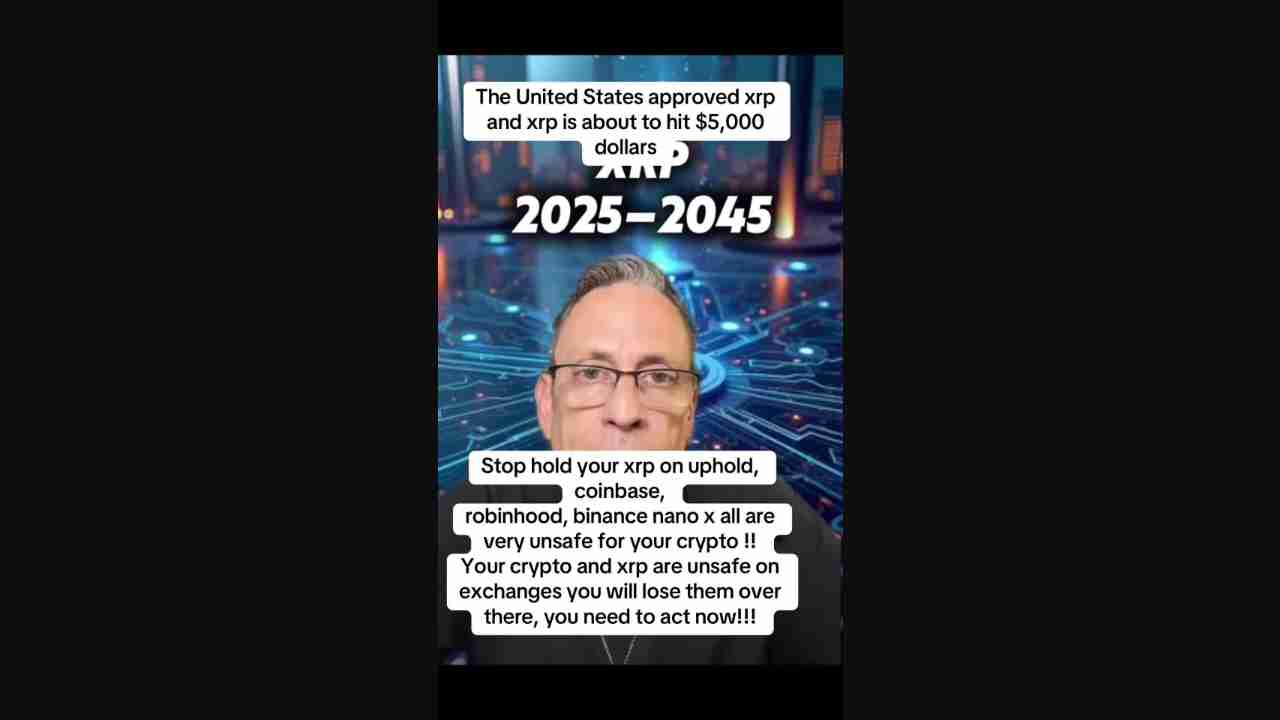 The United States approved xrp
and xrp is about to hit $5,000
dollars
XRP
2025–2045
Stop hold your xrp on uphold,
coinbase,
robinhood, binance nano x all are
very unsafe for your crypto !!
Your crypto and xrp are unsafe on
exchanges you will lose them over
there, you need to act now!!!